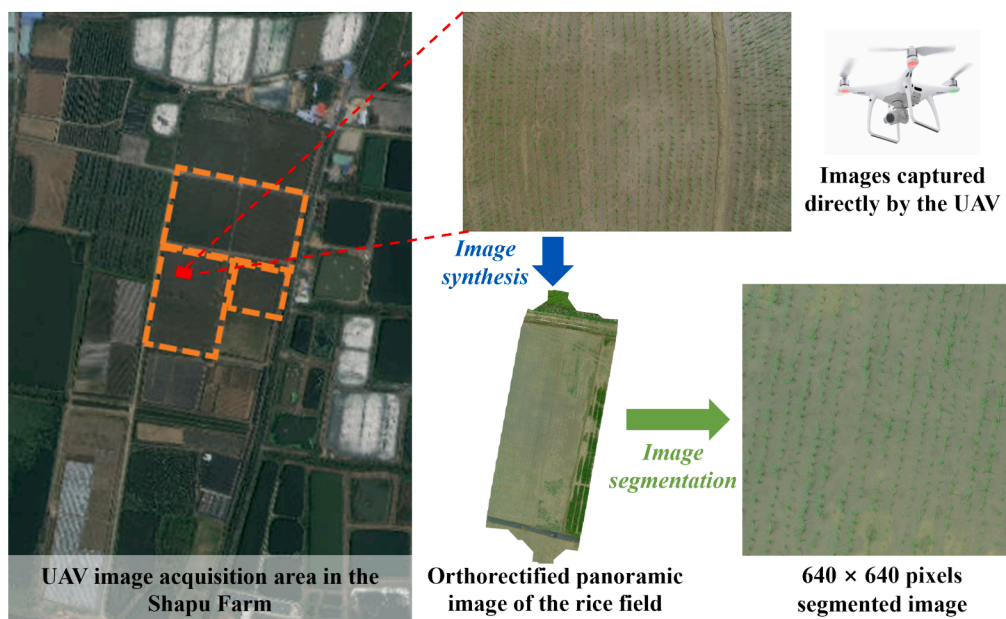 Images captured
directly by the UAV
Image
synthesis
Image
segmentation
UAV image acquisition area in the
Shapu Farm
Orthorectified panoramic
image of the rice field
640 × 640 pixels
segmented image